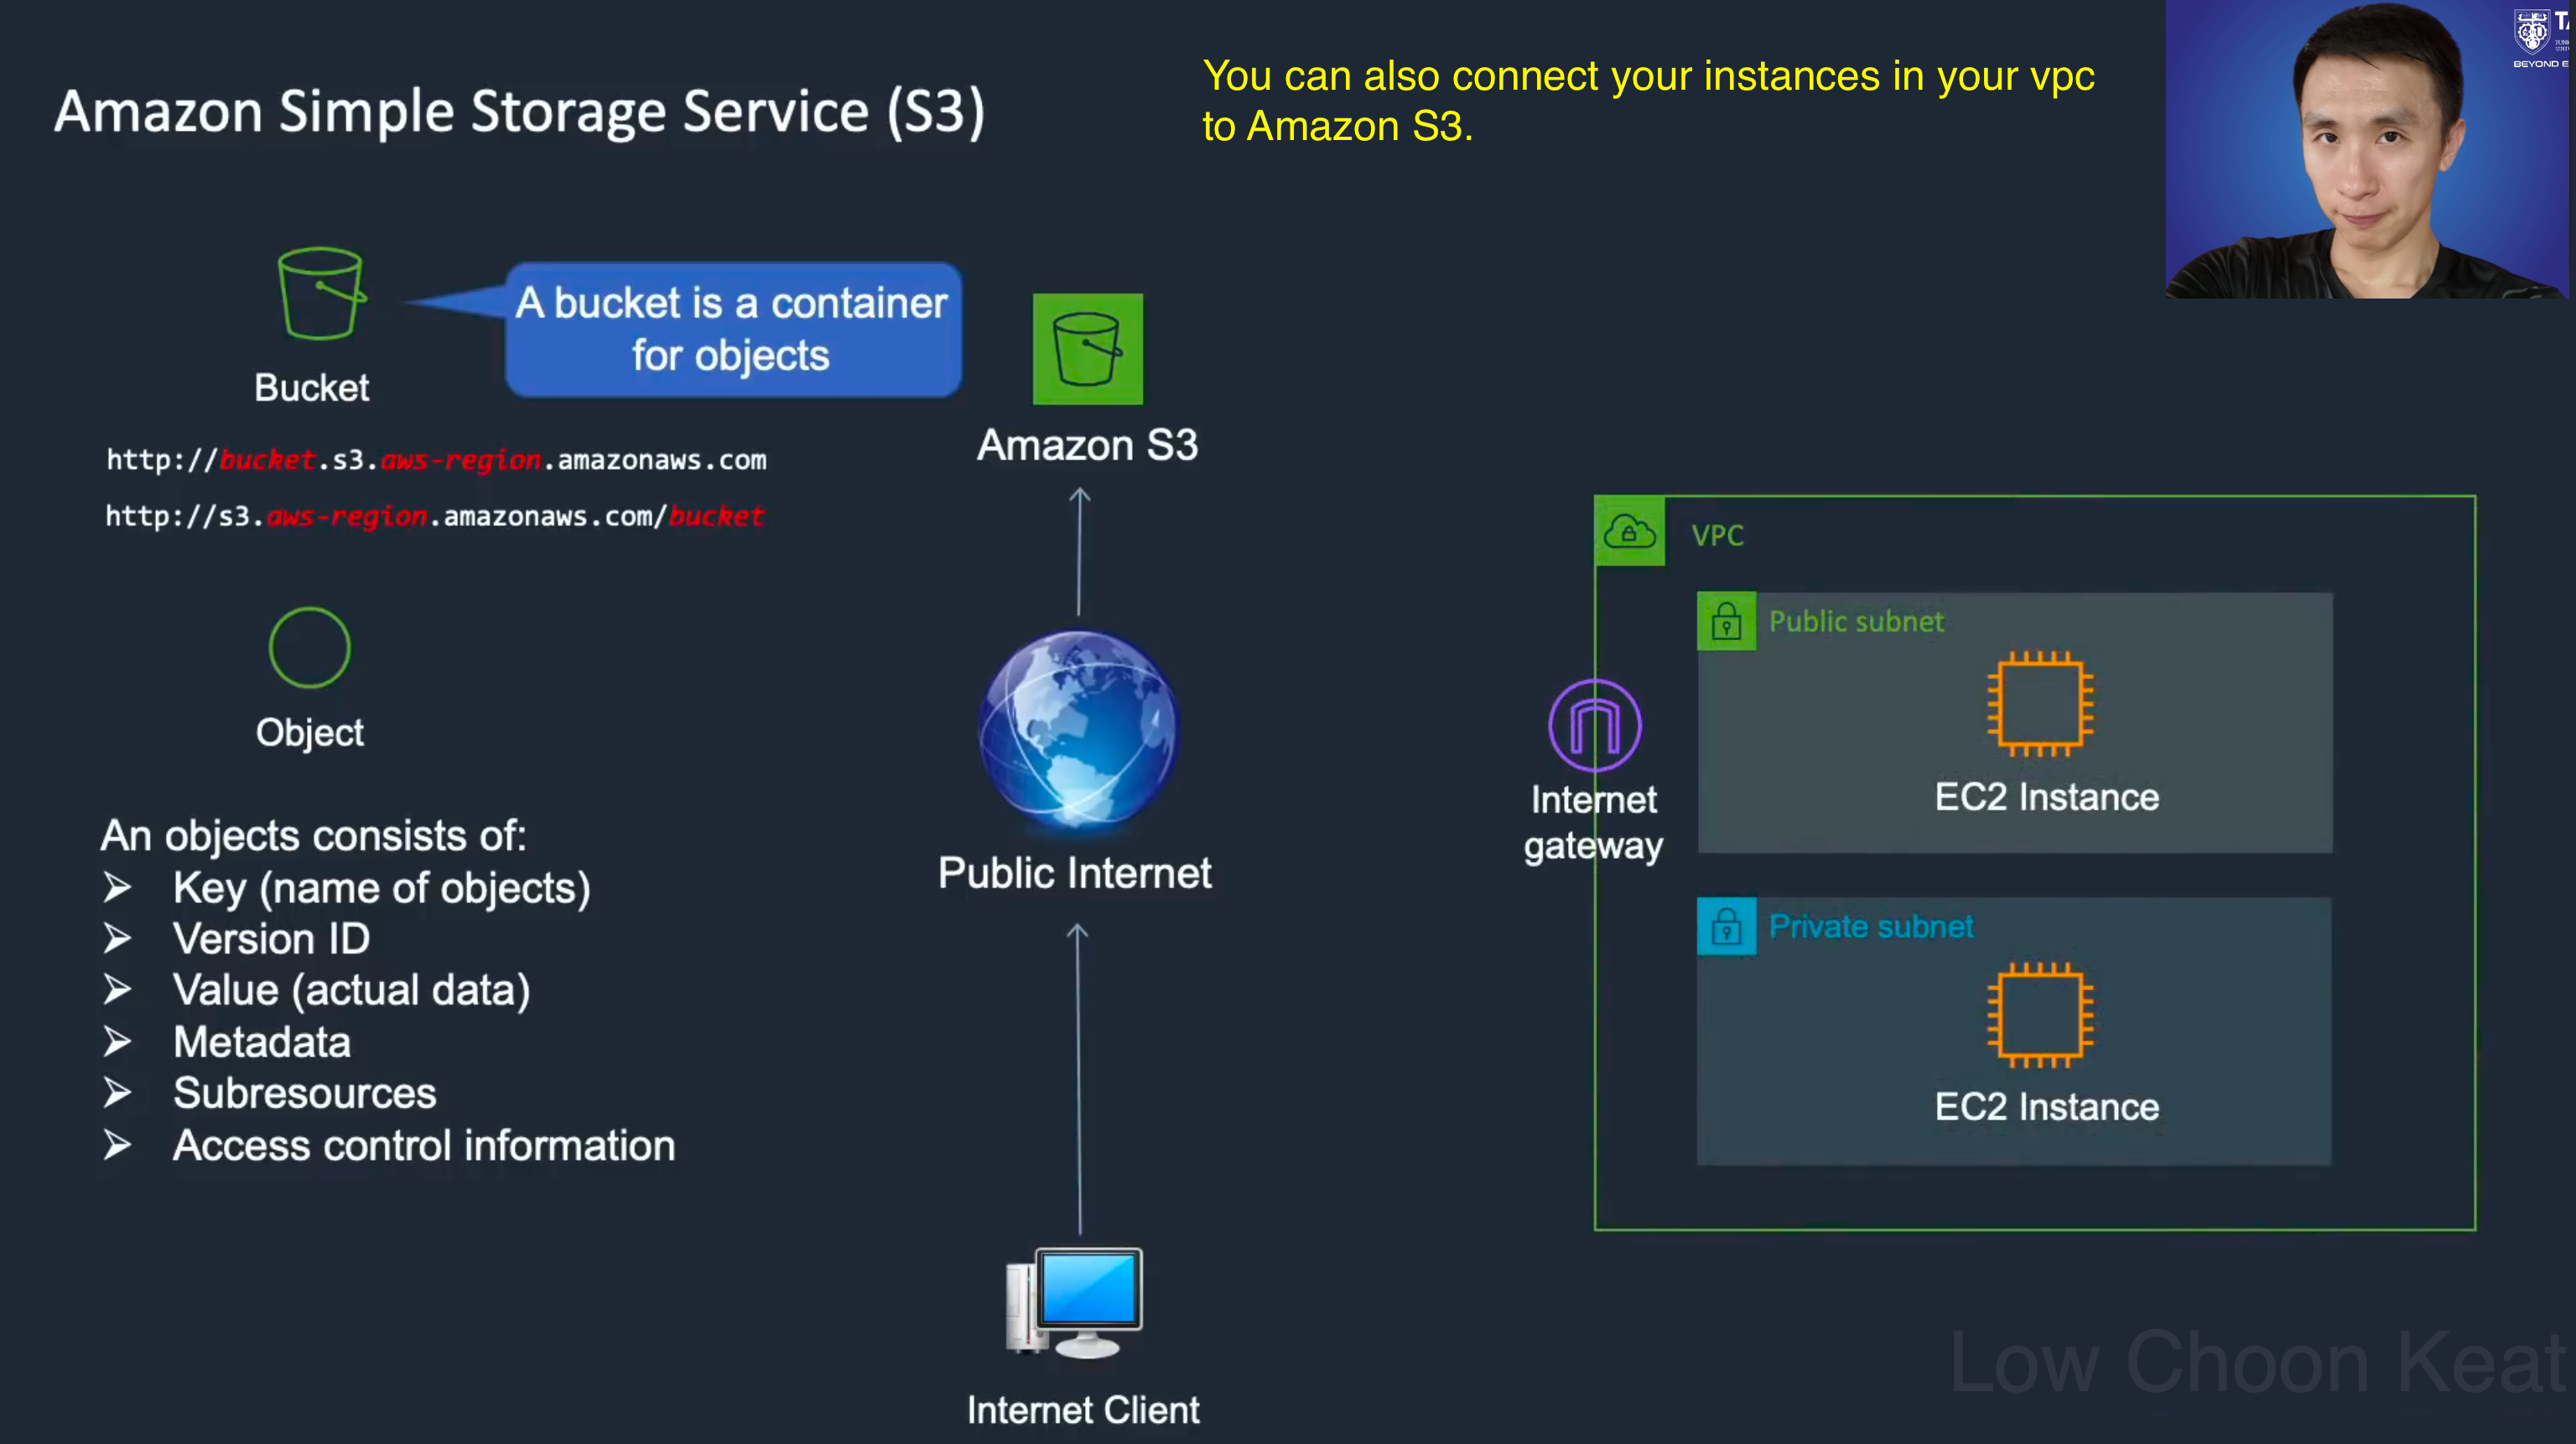 Amazon Simple Storage Service (S3)
You can also connect your instances in your vpc
to Amazon S3.
BEYOND E
Bucket
A bucket is a container
for objects
http://bucket.s3.aws-region.amazonaws.com
http://s3.aws-region.amazonaws.com/bucket
Object
An objects consists of:
➢ Key (name of objects)
➢ Version ID
➢ Value (actual data)
➢ Metadata
➢ Subresources
➢ Access control information
Amazon S3
Public Internet
Internet Client
VPC
Public subnet
EC2 Instance
Internet
gateway
Private subnet
EC2 Instance
Low Choon Keat